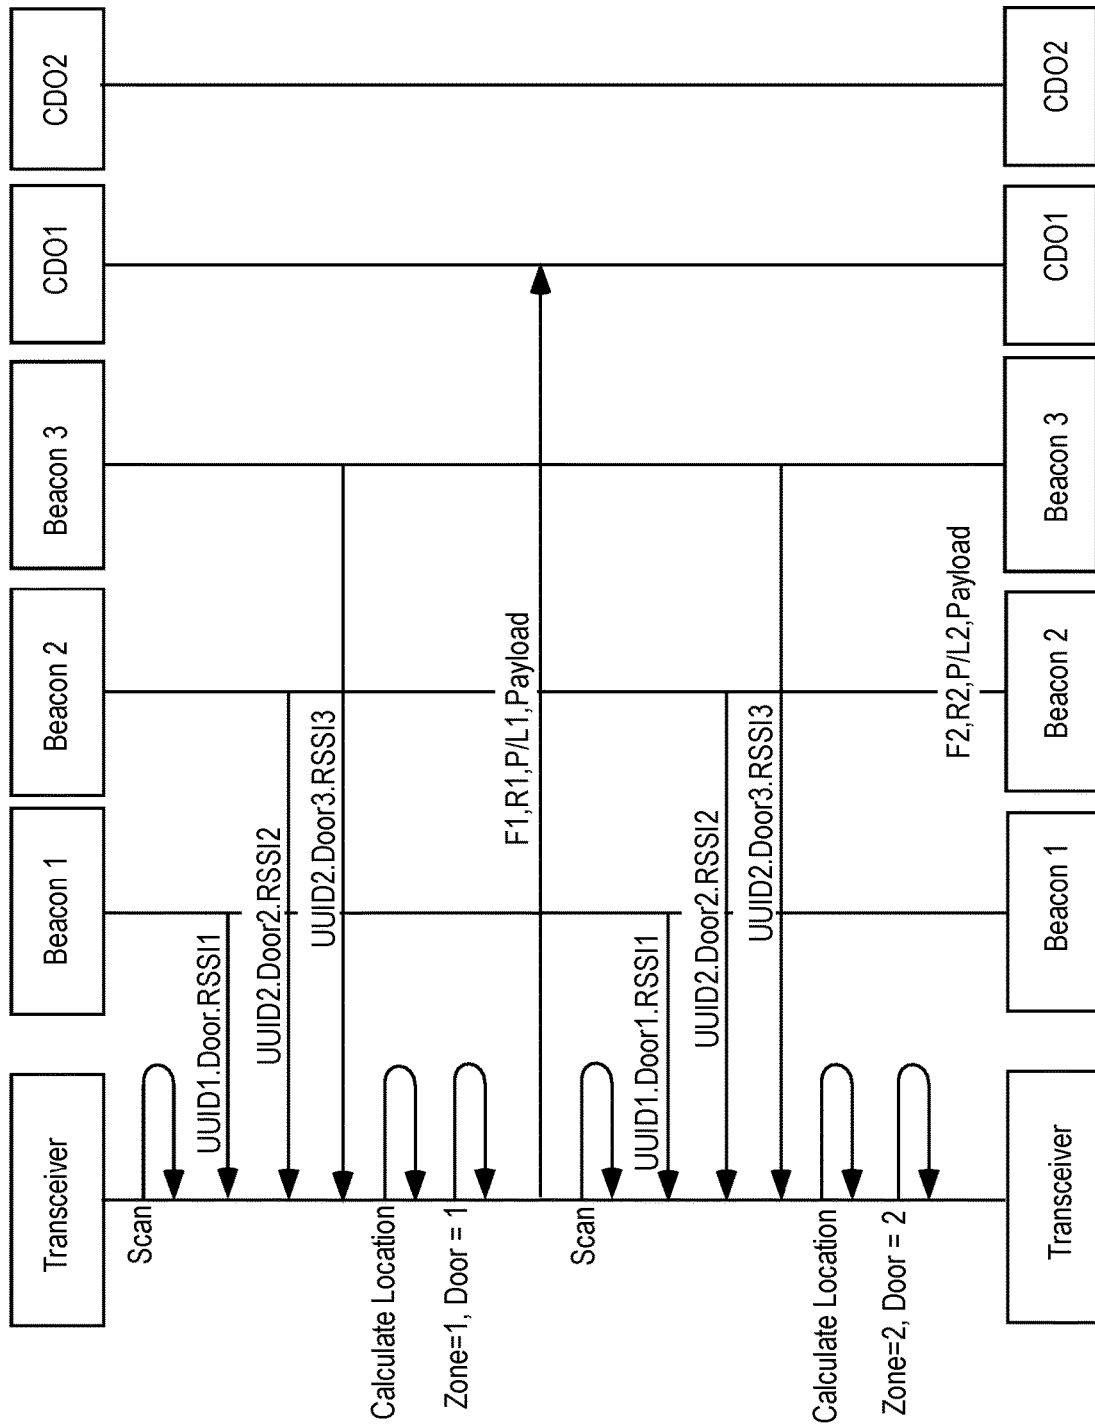 Transceiver
Beacon 1
Beacon 2
Beacon 3
CDO1
CDO2
Scan
UUID1.Door.RSSI1
UUID2.Door2.RSSI2
UUID2.Door3.RSSI3
Calculate Location
Zone=1, Door = 1
F1,R1,P/L1,Payload
Scan
UUID1.Door1.RSSI1
UUID2.Door2.RSSI2
UUID2.Door3.RSSI3
Calculate Location
Zone=2, Door = 2
F2,R2,P/L2,Payload
Transceiver
Beacon 1
Beacon 2
Beacon 3
CDO1
CDO2